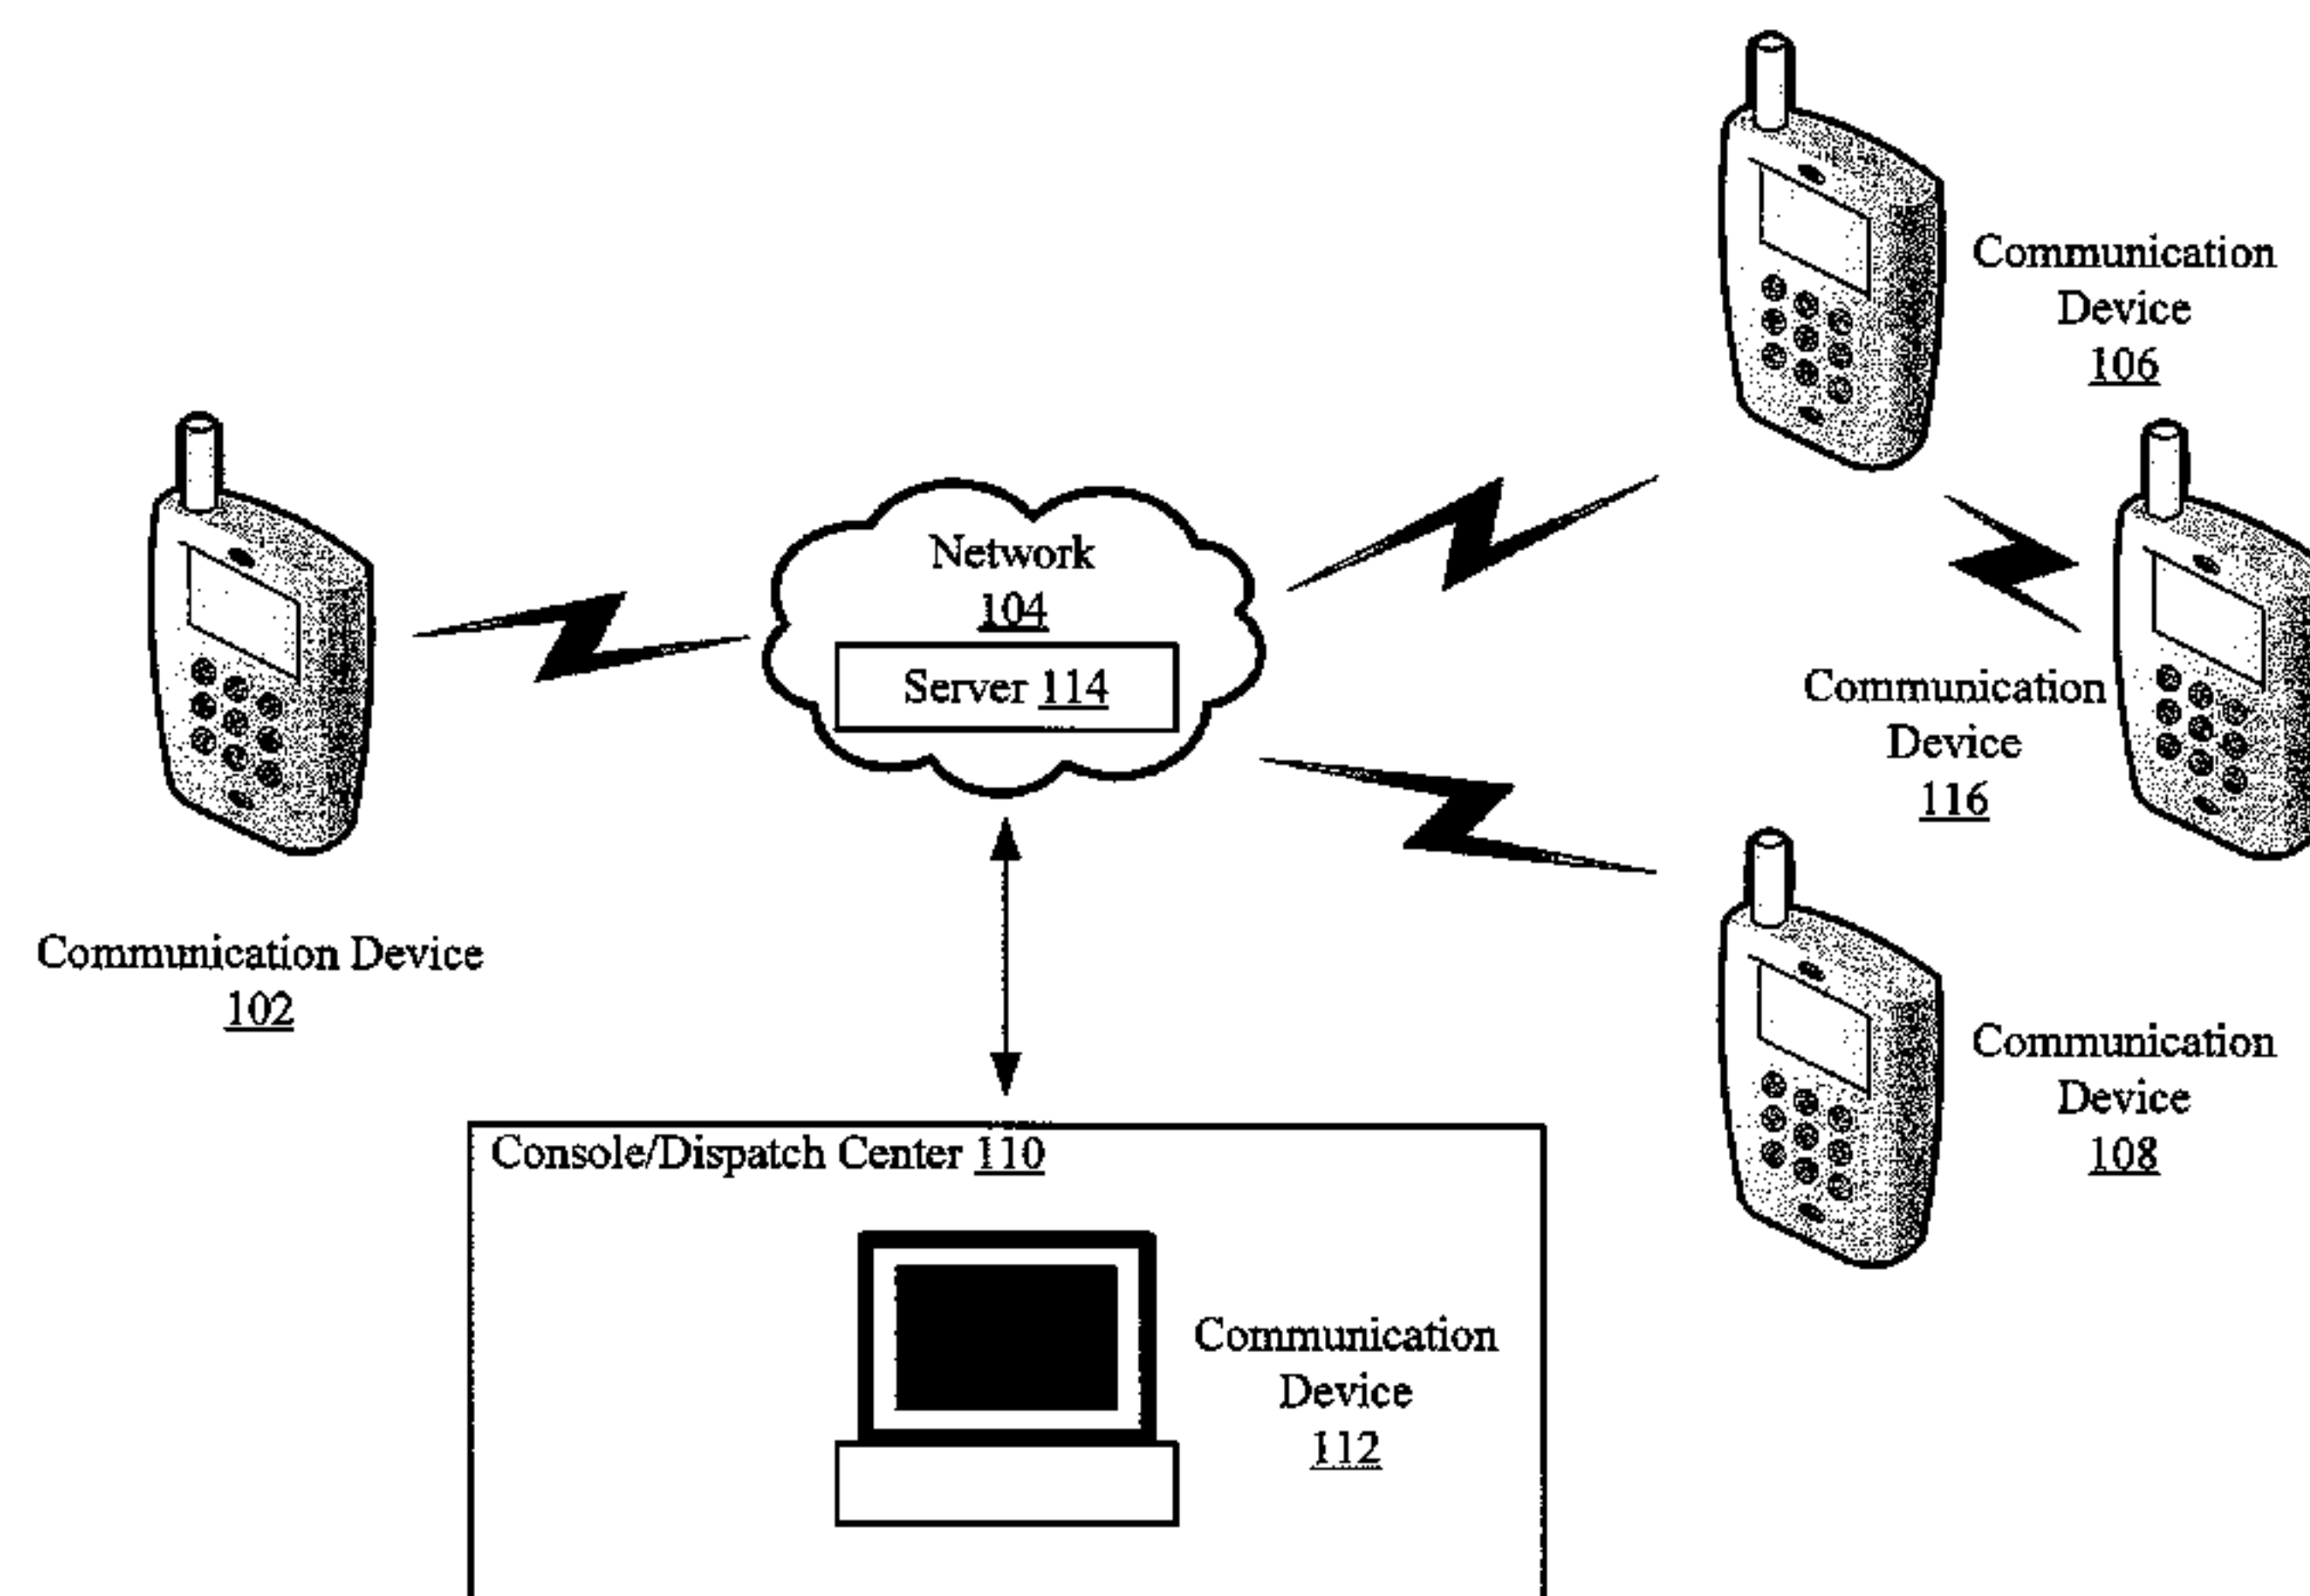 Communication
Device
106
Network
104
Server 114
Communication
Device
116
Communication Device
102
Communication
Device
108
Console/Dispatch Center 110
Communication
Device
112